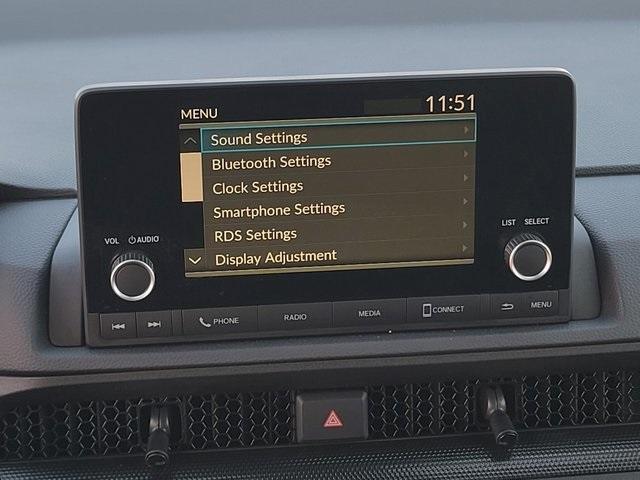 MENU 11:51
Sound Settings
Bluetooth Settings
Clock Settings
Smartphone Settings
RDS Settings
Display Adjustment
VOL AUDIO
LIST SELECT
PHONE RADIO MEDIA CONNECT MENU